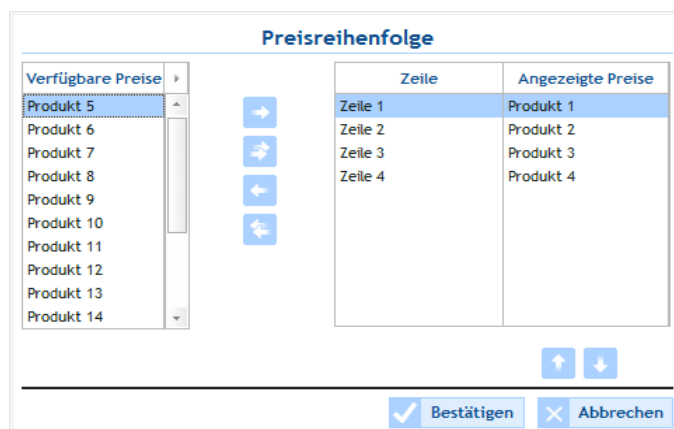 Preisreihenfolge
Verfügbare Preise
Produkt 5
Produkt 6
Produkt 7
Produkt 8
Produkt 9
Produkt 10
Produkt 11
Produkt 12
Produkt 13
Produkt 14
Zeile Angezeigte Preise
Zeile 1 Produkt 1
Zeile 2 Produkt 2
Zeile 3 Produkt 3
Zeile 4 Produkt 4
Bestätigen Abbrechen